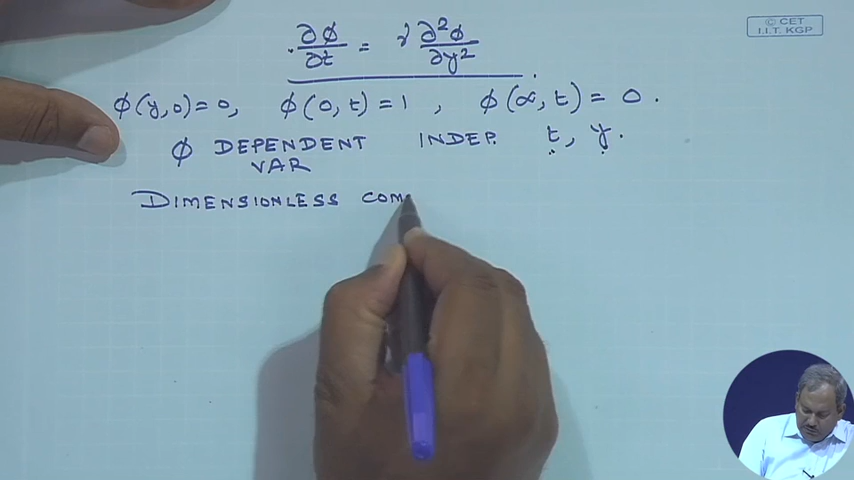 © CET
I.I.T. KGP
∂φ/∂t = ν ∂²φ/∂y²
φ(y,0)=0, φ(0,t)=1, φ(∝,t)=0.
φ DEPENDENT VAR INDEP. t, y.
DIMENSIONLESS COM